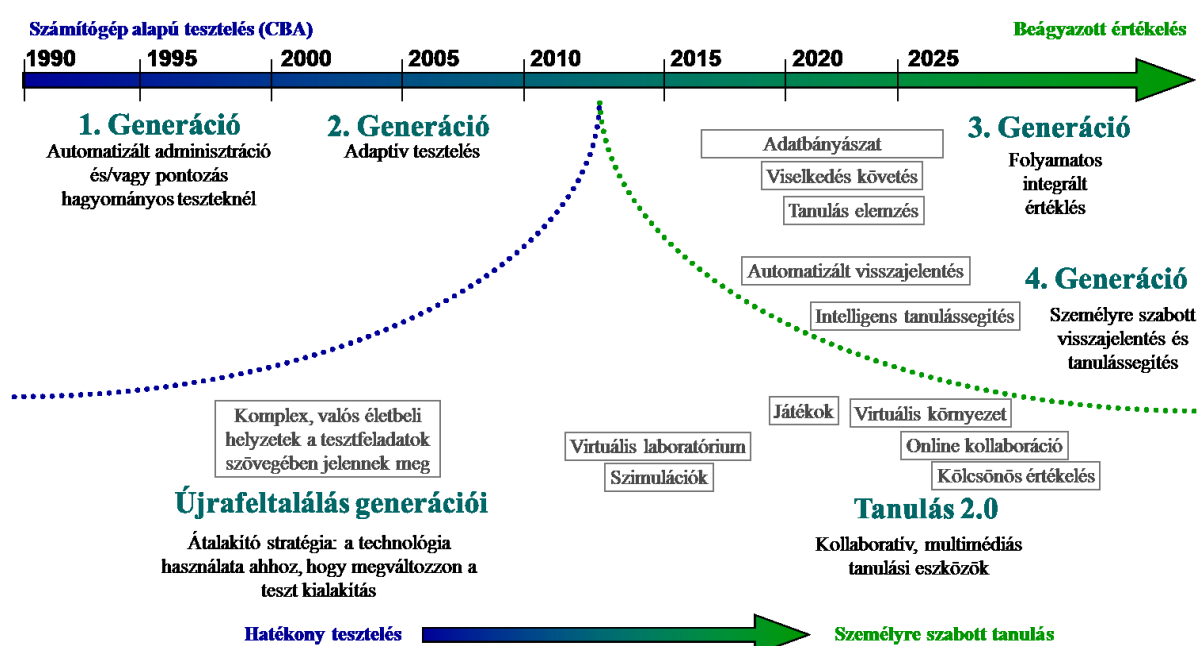 Számítógép alapú tesztelés (CBA)
Beágyazott értékelés
1990 1995 2000 2005 2010 2015 2020 2025
1. Generáció
Automatizált adminisztráció
és/vagy pontozás
hagyományos teszteknél
2. Generáció
Adaptív tesztelés
Adatbányászat
Viselkedés követés
Tanulás elemzés
3. Generáció
Folyamatos
integrált
értéklés
Automatizált visszajelentés
Intelligens tanulássegítés
4. Generáció
Személyre szabott
visszajelentés és
tanulássegítés
Komplex, valós életbeli
helyzetek a tesztfeladatok
szövegében jelennek meg
Virtuális laboratórium
Szimulációk
Játékok
Virtuális környezet
Online kollaboráció
Kölcsönös értékelés
Újrafeltalálás generációi
Átalakító stratégia: a technológia
használata ahhoz, hogy megváltozzon a
teszt kialakítás
Tanulás 2.0
Kollaboratív, multimédiás
tanulási eszközök
Hatékony tesztelés
Személyre szabott tanulás